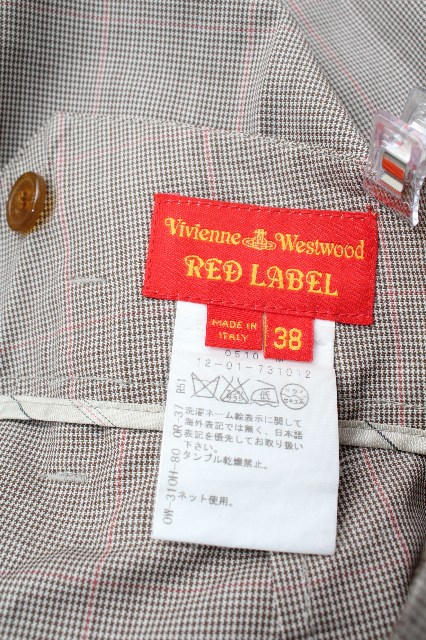 Vivienne Westwood
RED LABEL
MADE IN
ITALY
38
0510
12-01-731012
洗濯ネーム絵表示に関して
海外表記では無く、日本語
表記を優先してお取り扱い
下さい。
タンブル乾燥禁止。
ネット使用。